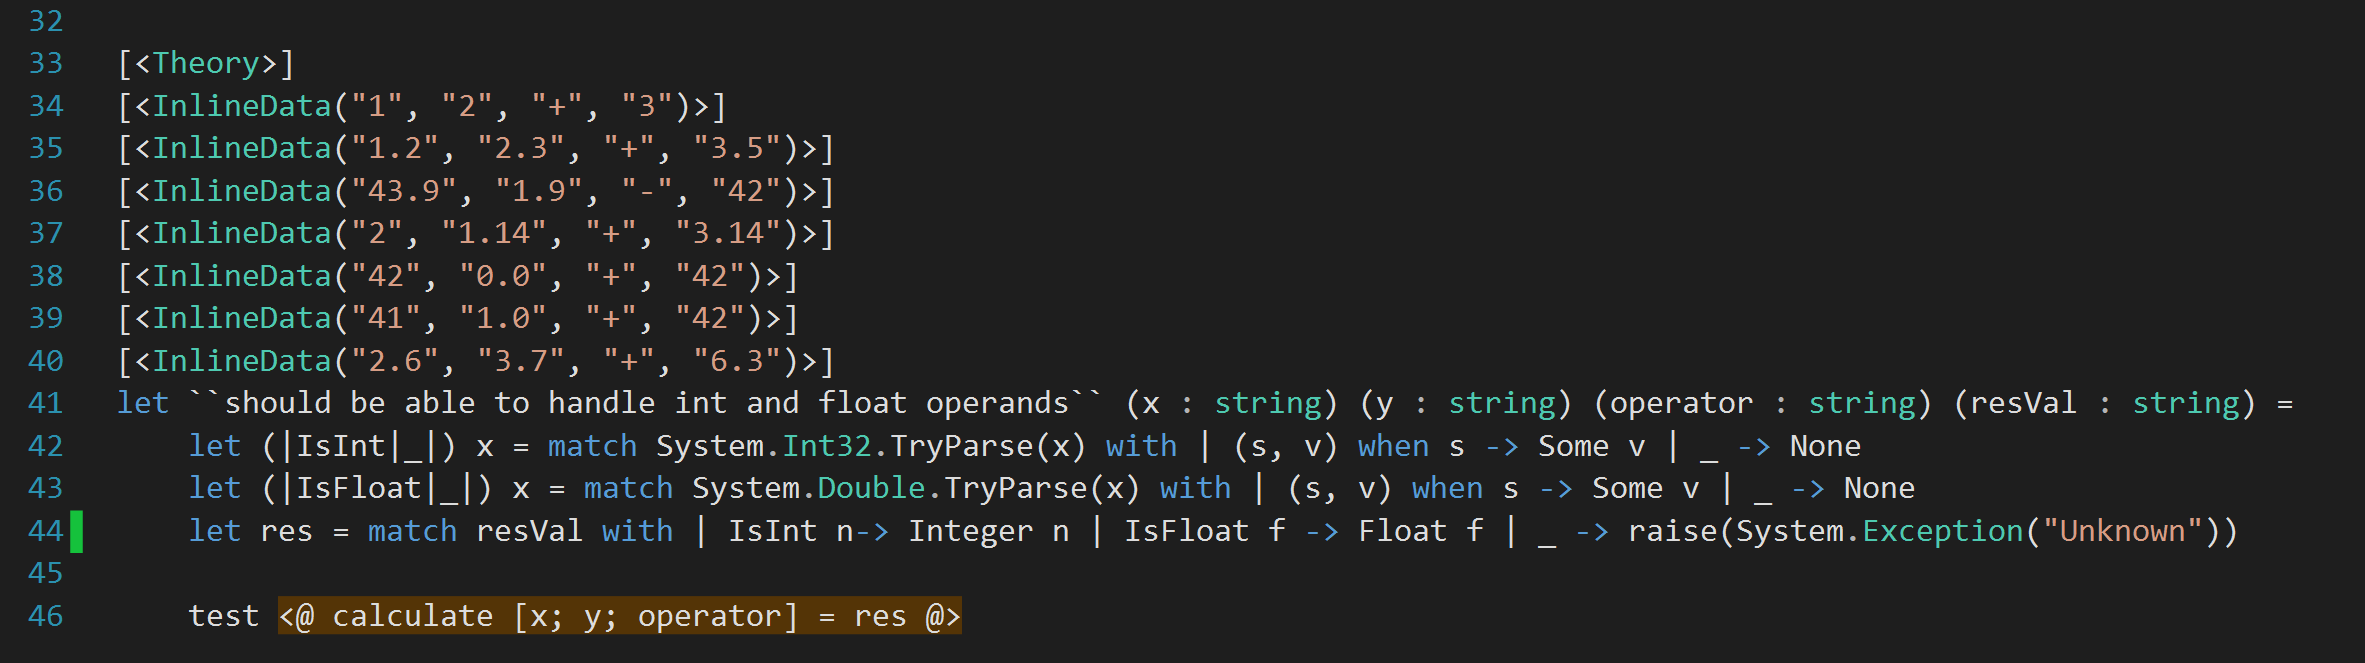 32
33 [<Theory>]
34 [<InlineData("1", "2", "+", "3")>]
35 [<InlineData("1.2", "2.3", "+", "3.5")>]
36 [<InlineData("43.9", "1.9", "-", "42")>]
37 [<InlineData("2", "1.14", "+", "3.14")>]
38 [<InlineData("42", "0.0", "+", "42")>]
39 [<InlineData("41", "1.0", "+", "42")>]
40 [<InlineData("2.6", "3.7", "+", "6.3")>]
41 let ``should be able to handle int and float operands`` (x : string) (y : string) (operator : string) (resVal : string) =
42     let (|IsInt|_|) x = match System.Int32.TryParse(x) with | (s, v) when s -> Some v | _ -> None
43     let (|IsFloat|_|) x = match System.Double.TryParse(x) with | (s, v) when s -> Some v | _ -> None
44     let res = match resVal with | IsInt n-> Integer n | IsFloat f -> Float f | _ -> raise(System.Exception("Unknown"))
45
46     test <@ calculate [x; y; operator] = res @>